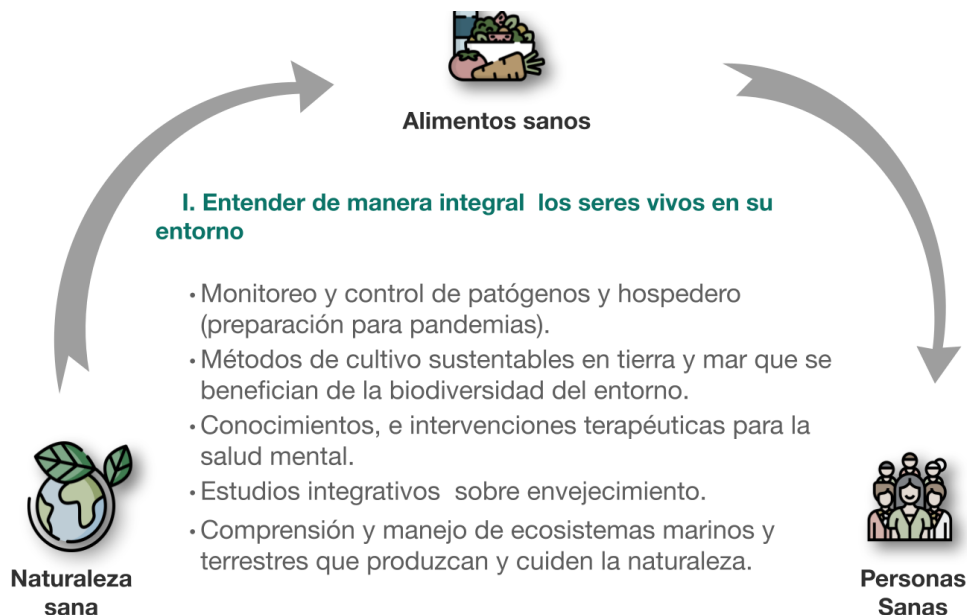 Alimentos sanos
I. Entender de manera integral los seres vivos en su
entorno
• Monitoreo y control de patógenos y hospedero
(preparación para pandemias).
• Métodos de cultivo sustentables en tierra y mar que se
benefician de la biodiversidad del entorno.
• Conocimientos, e intervenciones terapéuticas para la
salud mental.
• Estudios integrativos sobre envejecimiento.
• Comprensión y manejo de ecosistemas marinos y
terrestres que produzcan y cuiden la naturaleza.
Naturaleza
sana
Personas
Sanas